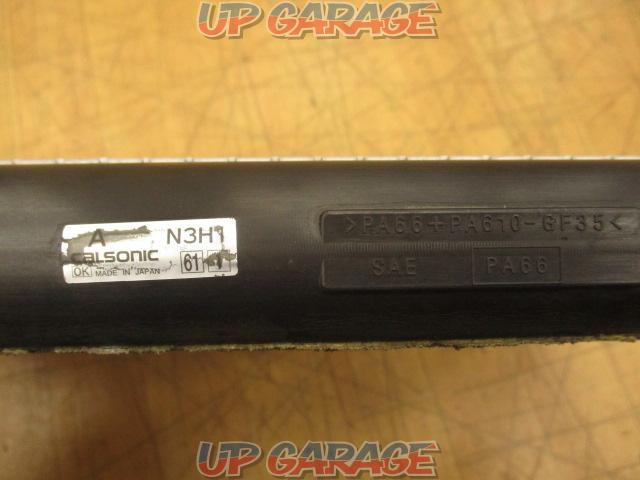 UP GARAGE
A N3H1
CALSONIC
OK MADE IN JAPAN 61
>PA66+PA610-GF35<
SAE PA66
UP GARAGE